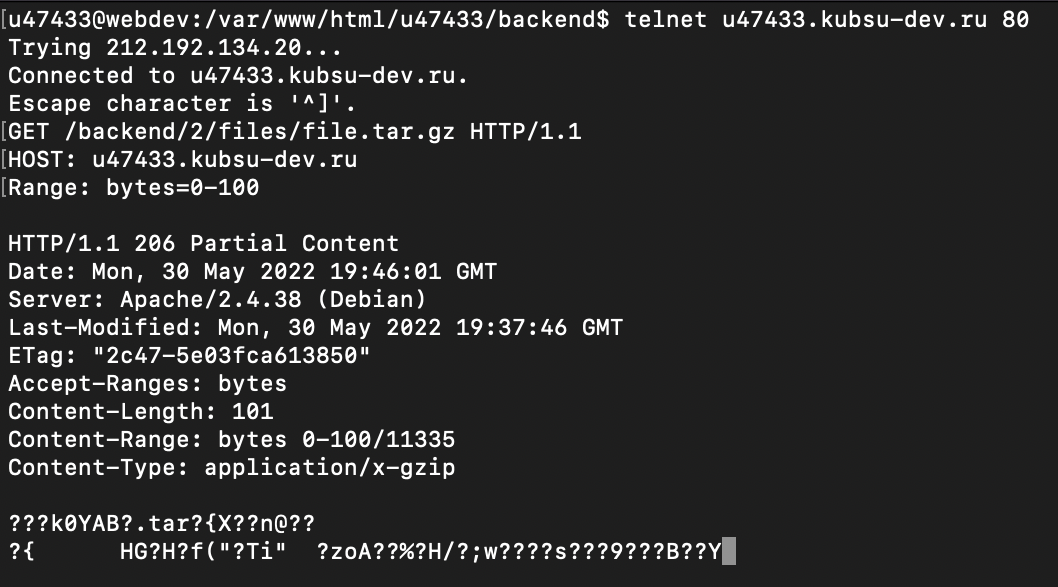 [u47433@webdev:/var/www/html/u47433/backend$ telnet u47433.kubsu-dev.ru 80
Trying 212.192.134.20...
Connected to u47433.kubsu-dev.ru.
Escape character is '^]'.
[GET /backend/2/files/file.tar.gz HTTP/1.1
[HOST: u47433.kubsu-dev.ru
[Range: bytes=0-100
HTTP/1.1 206 Partial Content
Date: Mon, 30 May 2022 19:46:01 GMT
Server: Apache/2.4.38 (Debian)
Last-Modified: Mon, 30 May 2022 19:37:46 GMT
ETag: "2c47-5e03fca613850"
Accept-Ranges: bytes
Content-Length: 101
Content-Range: bytes 0-100/11335
Content-Type: application/x-gzip
???k0YAB?.tar?{X??n@??
?{      HG?H?f("?Ti"  ?zoA??%?H/?;w????s???9???B??Y